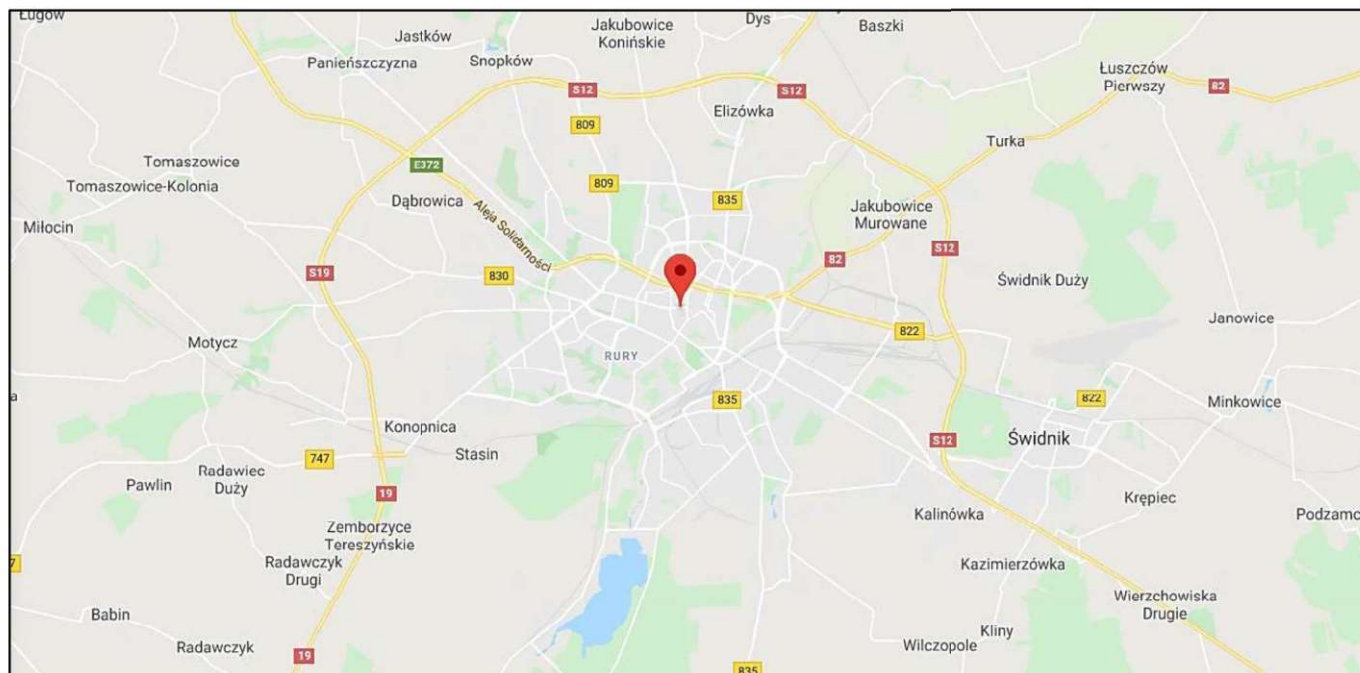 Ługów
Dys
Jakubowice
Konińskie
Baszki
Jastków
Snopków
Panieńszczyzna
Łuszczów
Pierwszy
S12
S12
82
Elizówka
809
Turka
Tomaszowice
E372
809
Tomaszowice-Kolonia
Dąbrowica
835
Jakubowice
Murowane
Miłocin
Aleja Solidarności
S12
82
S19
830
Świdnik Duży
Janowice
822
Motycz
RURY
a
835
822
Minkowice
Konopnica
S12
Świdnik
Stasin
747
Radawiec
Duży
Pawlin
19
Krępiec
Kalinówka
Podzamc
Zemborzyce
Tereszyńskie
7
Radawczyk
Drugi
Kazimierzówka
Wierzchowiska
Drugie
Babin
Kliny
Radawczyk
Wilczopole
19
835